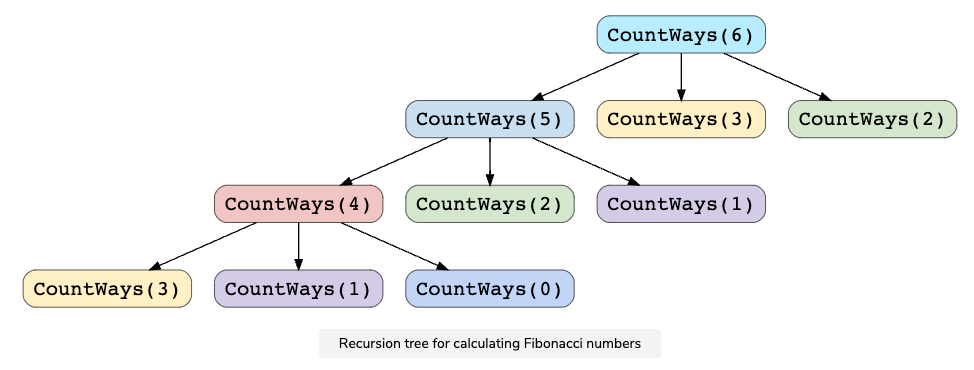 CountWays(6)
CountWays(5)
CountWays(3)
CountWays(2)
CountWays(4)
CountWays(2)
CountWays(1)
CountWays(3)
CountWays(1)
CountWays(0)
Recursion tree for calculating Fibonacci numbers